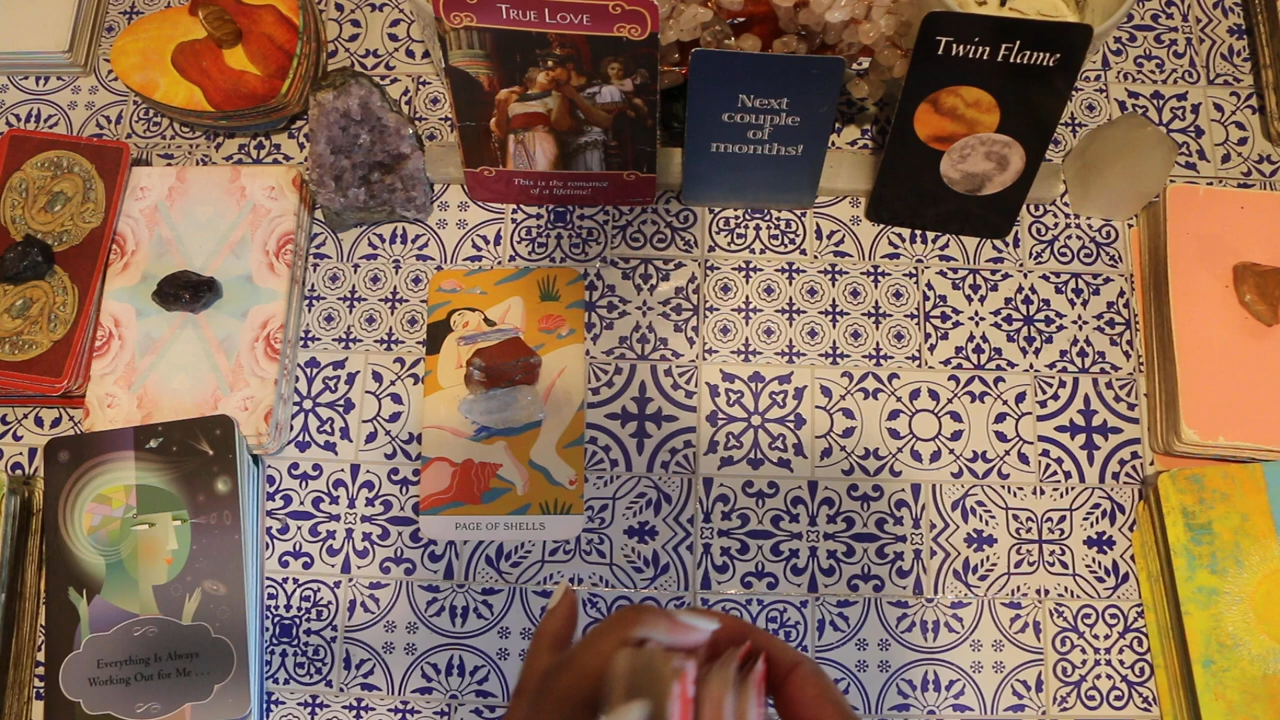 True Love
This is the romance
of a lifetime!
Next
couple
of
months!
Twin Flame
PAGE OF SHELLS
Everything Is Always
Working Out for Me . . .